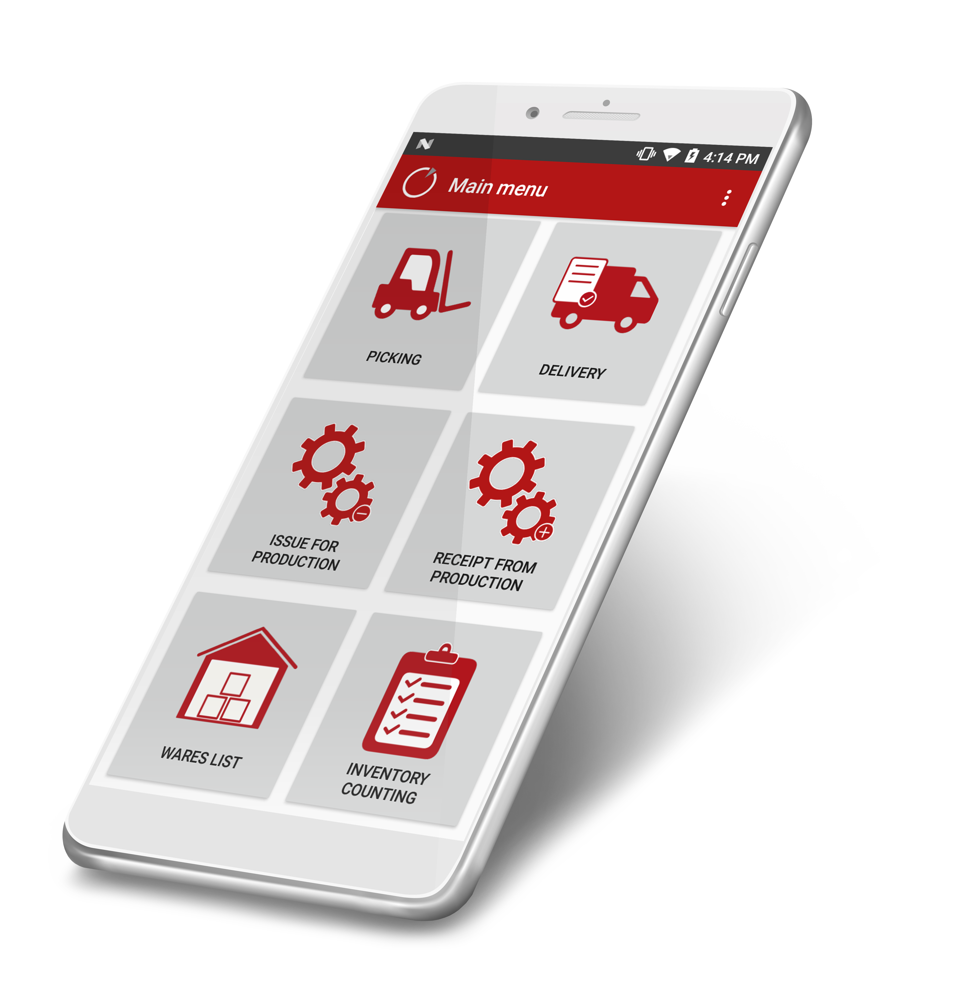 4:14 PM
Main menu
PICKING
DELIVERY
ISSUE FOR
PRODUCTION
RECEIPT FROM
PRODUCTION
WARES LIST
INVENTORY
COUNTING